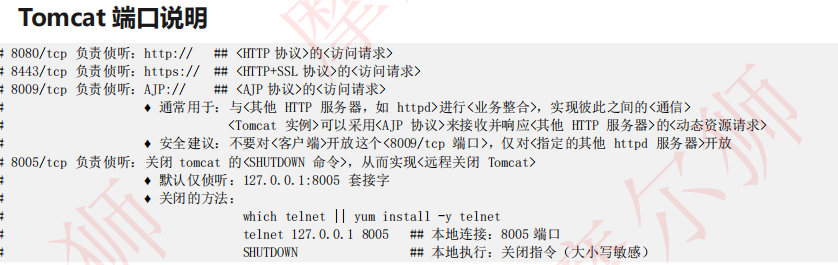 Tomcat 端口说明
# 8080/tcp 负责侦听：http:// ## <HTTP 协议>的<访问请求>
# 8443/tcp 负责侦听：https:// ## <HTTP+SSL 协议>的<访问请求>
# 8009/tcp 负责侦听：AJP:// ## <AJP 协议>的<访问请求>
# ♦ 通常用于：与<其他 HTTP 服务器，如 httpd>进行<业务整合>，实现彼此之间的<通信>
# <Tomcat 实例>可以采用<AJP 协议>来接收并响应<其他 HTTP 服务器>的<动态资源请求>
# ♦ 安全建议：不要对<客户端>开放这个<8009/tcp 端口>，仅对<指定的其他 httpd 服务器>开放
# 8005/tcp 负责侦听：关闭 tomcat 的<SHUTDOWN 命令>，从而实现<远程关闭 Tomcat>
# ♦ 默认仅侦听：127.0.0.1:8005 套接字
# ♦ 关闭的方法：
# which telnet || yum install -y telnet
# telnet 127.0.0.1 8005 ## 本地连接：8005 端口
# SHUTDOWN ## 本地执行：关闭指令（大小写敏感）
摩
狮
摩尔狮